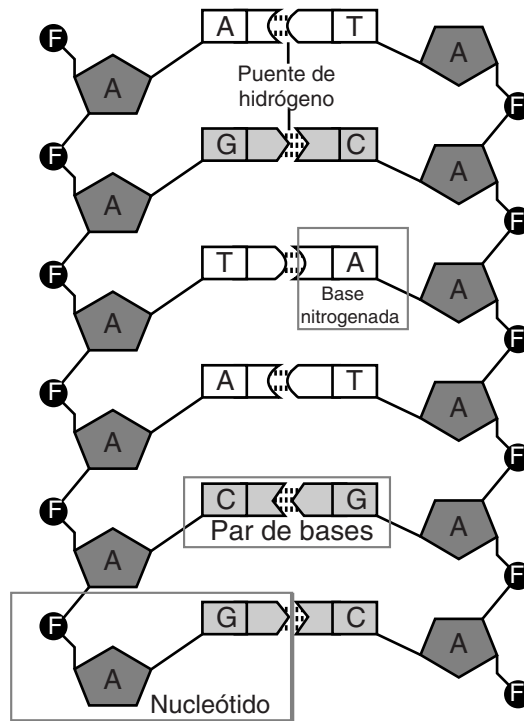 F A T A
Puente de
hidrógeno
F
F G C
A A
F
T A
Base
nitrogenada
F A A
F A T
A A
F
F C G
Par de bases
A A
F
F G C
A A
Nucleótido
F